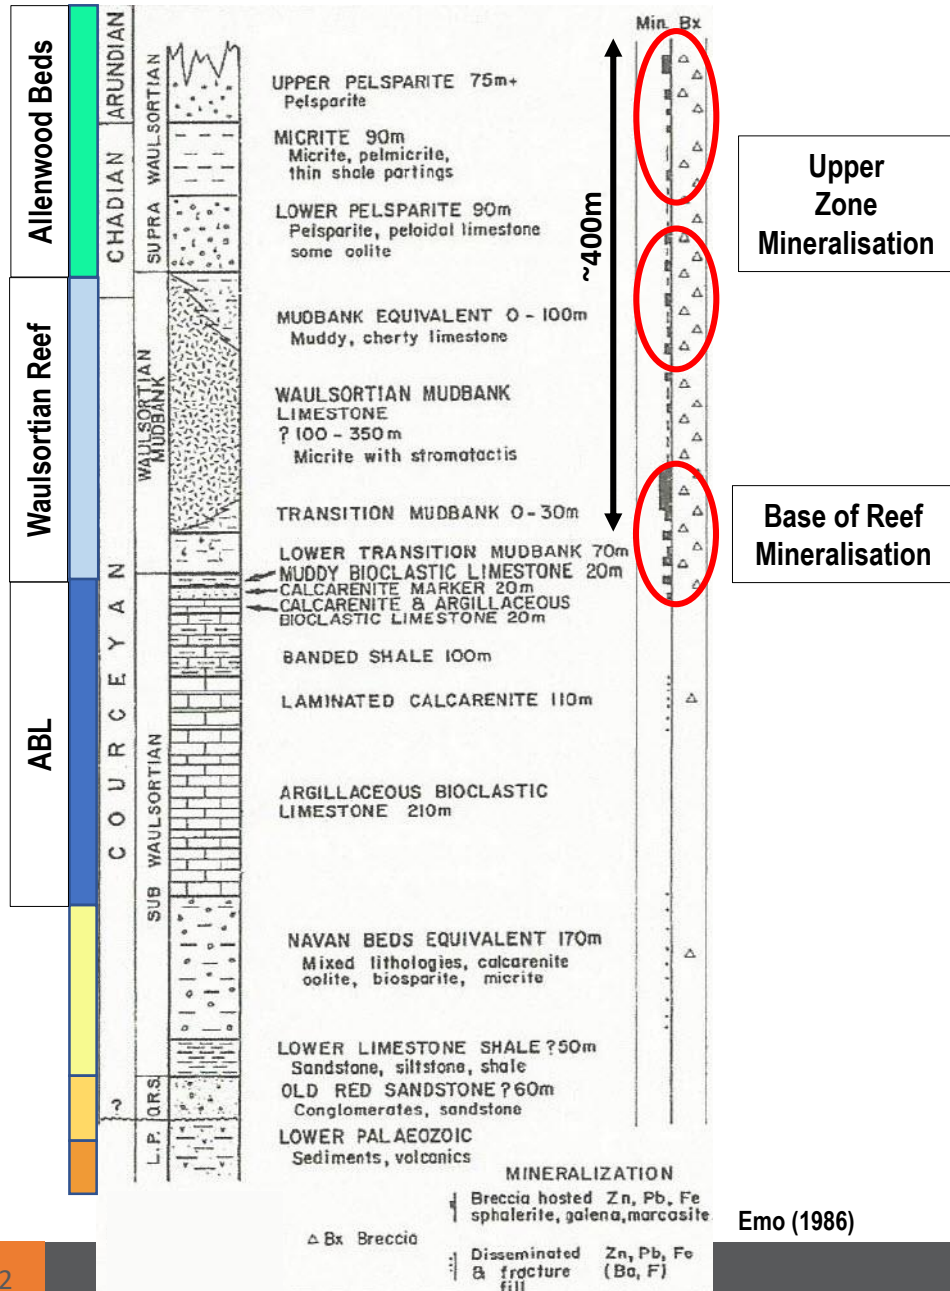 Allenwood Beds
Waulsortian Reef
ABL
ARUNDIAN
CHADIAN
COURCEYAN
?
SUPRA WAULSORTIAN
WAULSORTIAN
MUDBANK
SUB WAULSORTIAN
O.R.S.
L.P.
UPPER PELSPARITE 75m+
Pelsparite
MICRITE 90m
Micrite, pelmicrite,
thin shale partings
LOWER PELSPARITE 90m
Pelsparite, peloidal limestone
some oolite
MUDBANK EQUIVALENT 0-100m
Muddy, cherty limestone
WAULSORTIAN MUDBANK
LIMESTONE
? 100-350m
Micrite with stromatactis
TRANSITION MUDBANK 0-30m
LOWER TRANSITION MUDBANK 70m
MUDDY BIOCLASTIC LIMESTONE 20m
CALCARENITE MARKER 20m
CALCARENITE & ARGILLACEOUS
BIOCLASTIC LIMESTONE 20m
BANDED SHALE 100m
LAMINATED CALCARENITE 110m
ARGILLACEOUS BIOCLASTIC
LIMESTONE 210m
NAVAN BEDS EQUIVALENT 170m
Mixed lithologies, calcarenite
oolite, biosparite, micrite
LOWER LIMESTONE SHALE ?50m
Sandstone, siltstone, shale
OLD RED SANDSTONE ?60m
Conglomerates, sandstone
LOWER PALAEOZOIC
Sediments, volcanics
Min. Bx
~400m
Upper
Zone
Mineralisation
Base of Reef
Mineralisation
MINERALIZATION
Breccia hosted Zn, Pb, Fe
sphalerite, galena, marcasite
Δ Bx Breccia
Disseminated Zn, Pb, Fe
& fracture (Ba, F)
fill
Emo (1986)
2